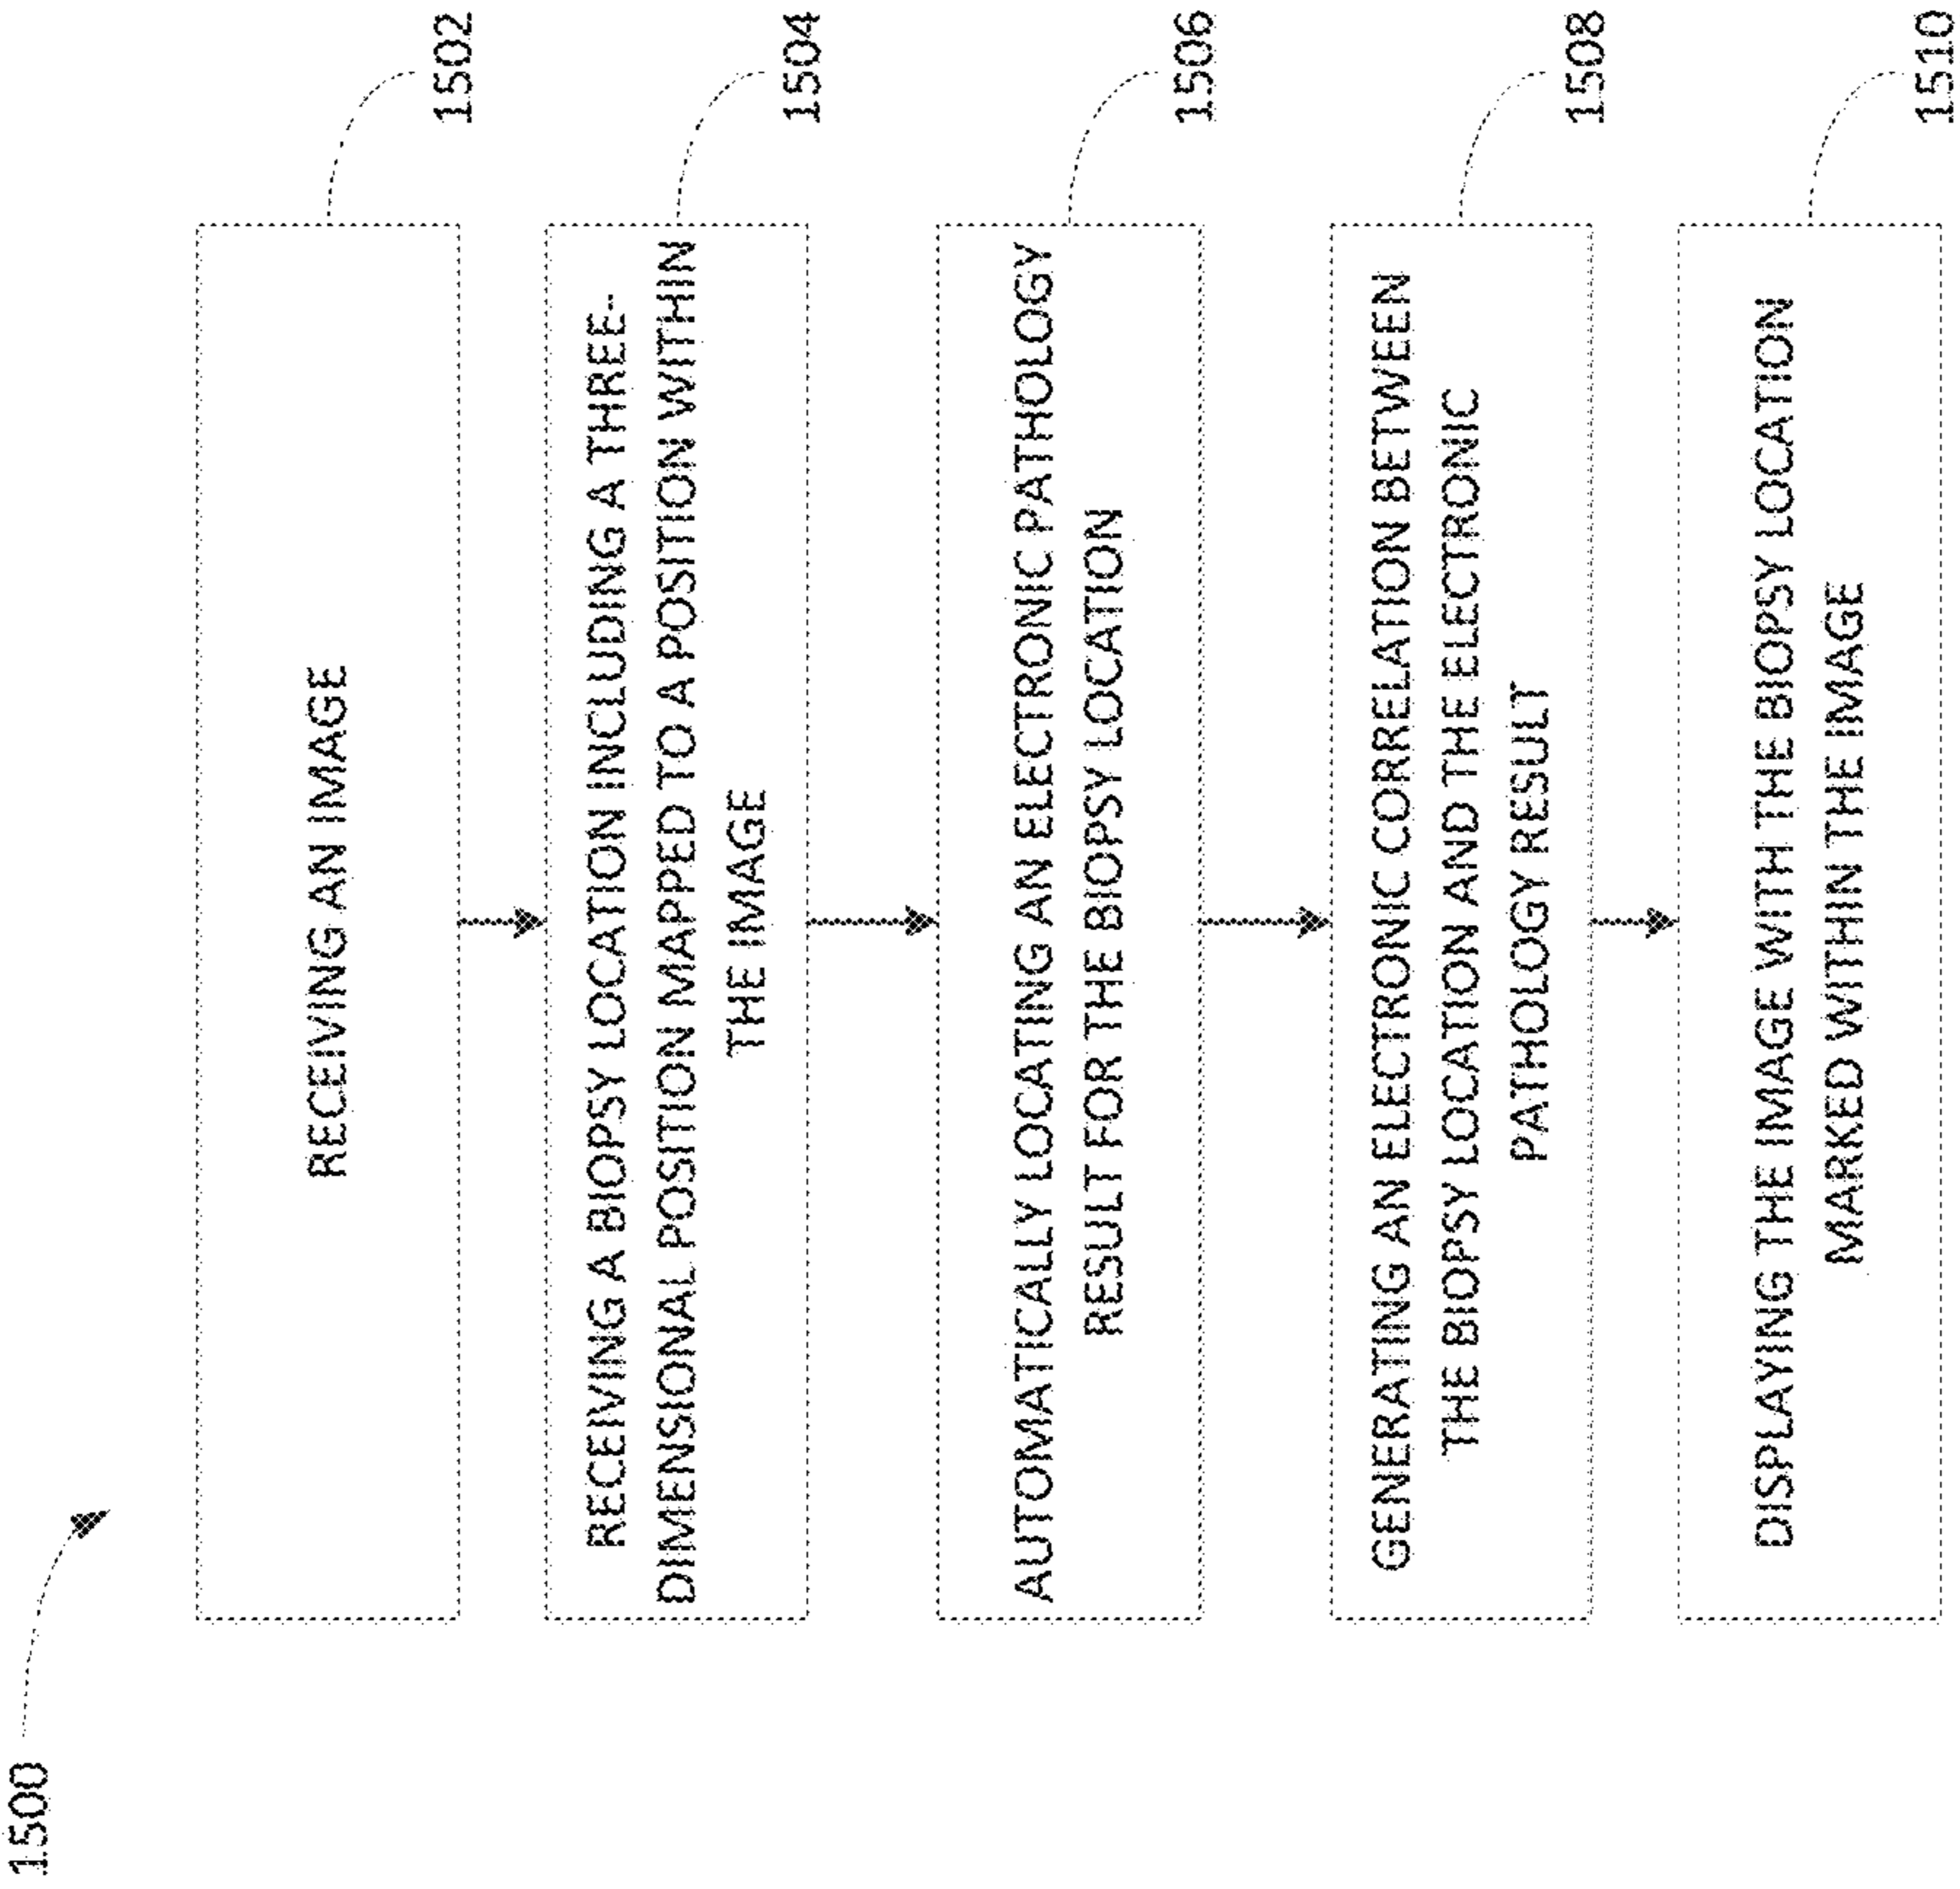 1500
RECEIVING AN IMAGE
1502
RECEIVING A BIOPSY LOCATION INCLUDING A THREE-
DIMENSIONAL POSITION MAPPED TO A POSITION WITHIN
THE IMAGE
1504
AUTOMATICALLY LOCATING AN ELECTRONIC PATHOLOGY
RESULT FOR THE BIOPSY LOCATION
1506
GENERATING AN ELECTRONIC CORRELATION BETWEEN
THE BIOPSY LOCATION AND THE ELECTRONIC
PATHOLOGY RESULT
1508
DISPLAYING THE IMAGE WITH THE BIOPSY LOCATION
MARKED WITHIN THE IMAGE
1510